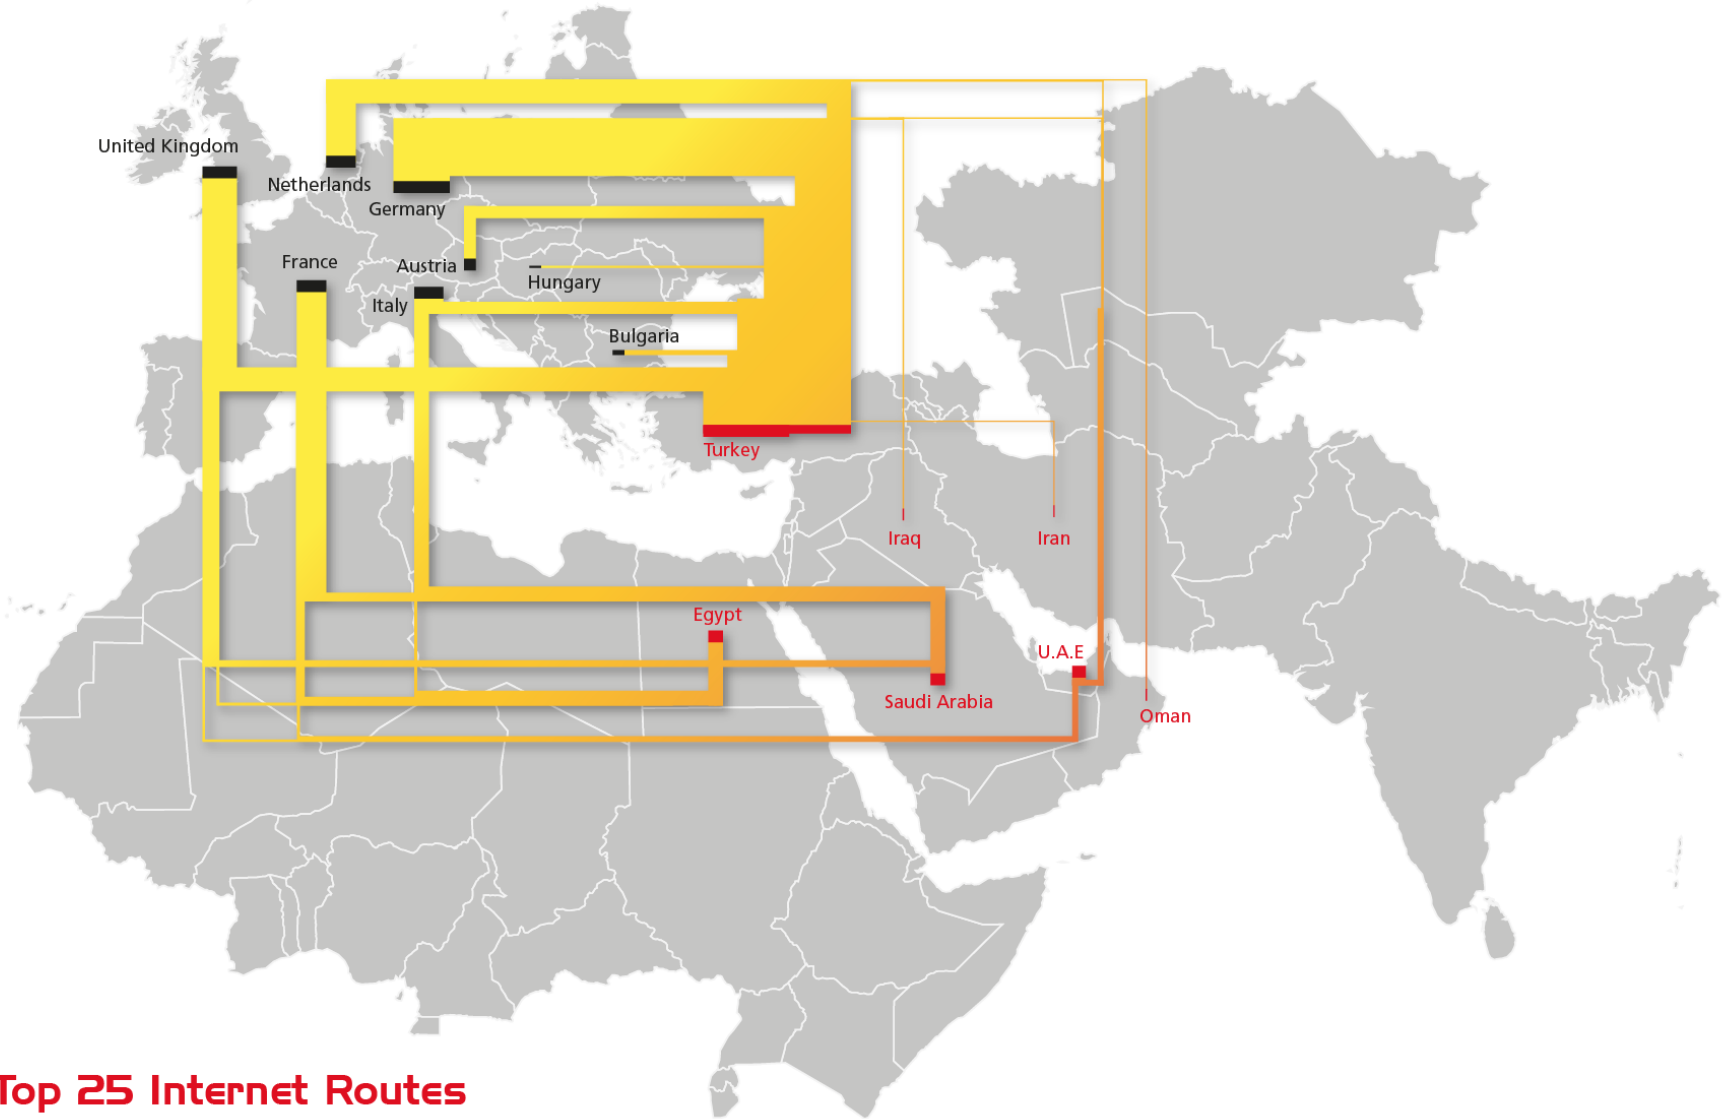 United Kingdom
Netherlands
Germany
France
Austria
Hungary
Italy
Bulgaria
Turkey
Iraq
Iran
Egypt
U.A.E
Saudi Arabia
Oman
Top 25 Internet Routes